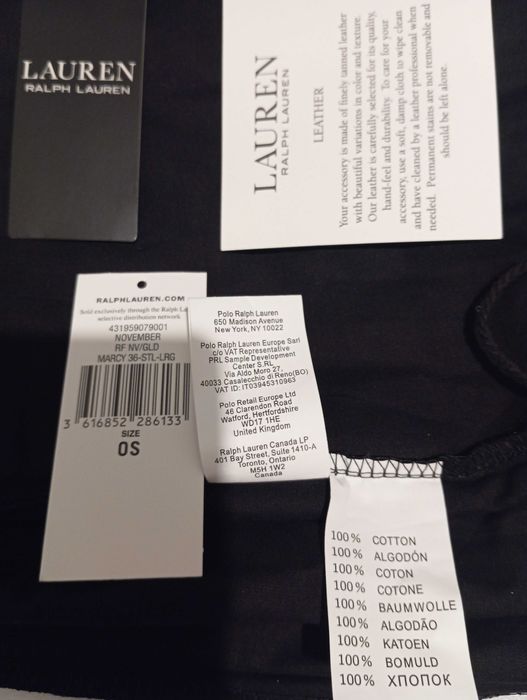 LAUREN
RALPH LAUREN
LAUREN
RALPH LAUREN
LEATHER
Your accessory is made of finely tanned leather
with beautiful variations in color and texture.
Our leather is carefully selected for its quality,
hand-feel and durability. To care for your
accessory, use a soft, damp cloth to wipe clean
and have cleaned by a leather professional when
needed. Permanent stains are not removable and
should be left alone.
RALPHLAUREN.COM
Sold exclusively through the Ralph La
selective distribution network
431959079001
NOVEMBER
RF NV/GLD
MARCY 36-STL-LRG
3 616852 286133
SIZE
OS
Polo Ralph Lauren
650 Madison Avenue
New York, NY 10022
Polo Ralph Lauren Europe Sarl
c/o VAT Representative
PRL Sample Development
Center S.RL
Via Aldo Moro 27,
40033 Casalecchio di Reno(BO)
VAT ID: IT03945310963
Polo Retail Europe Ltd
46 Clarendon Road
Watford, Hertfordshire
WD17 1HE
United Kingdom
Ralph Lauren Canada LP
401 Bay Street, Suite 1410-A
Toronto, Ontario
M5H 1W2
Canada
100% COTTON
100% ALGODÓN
100% COTON
100% COTONE
100% BAUMWOLLE
100% ALGODÃO
100% KATOEN
100% BOMULD
100% ХЛОПОК